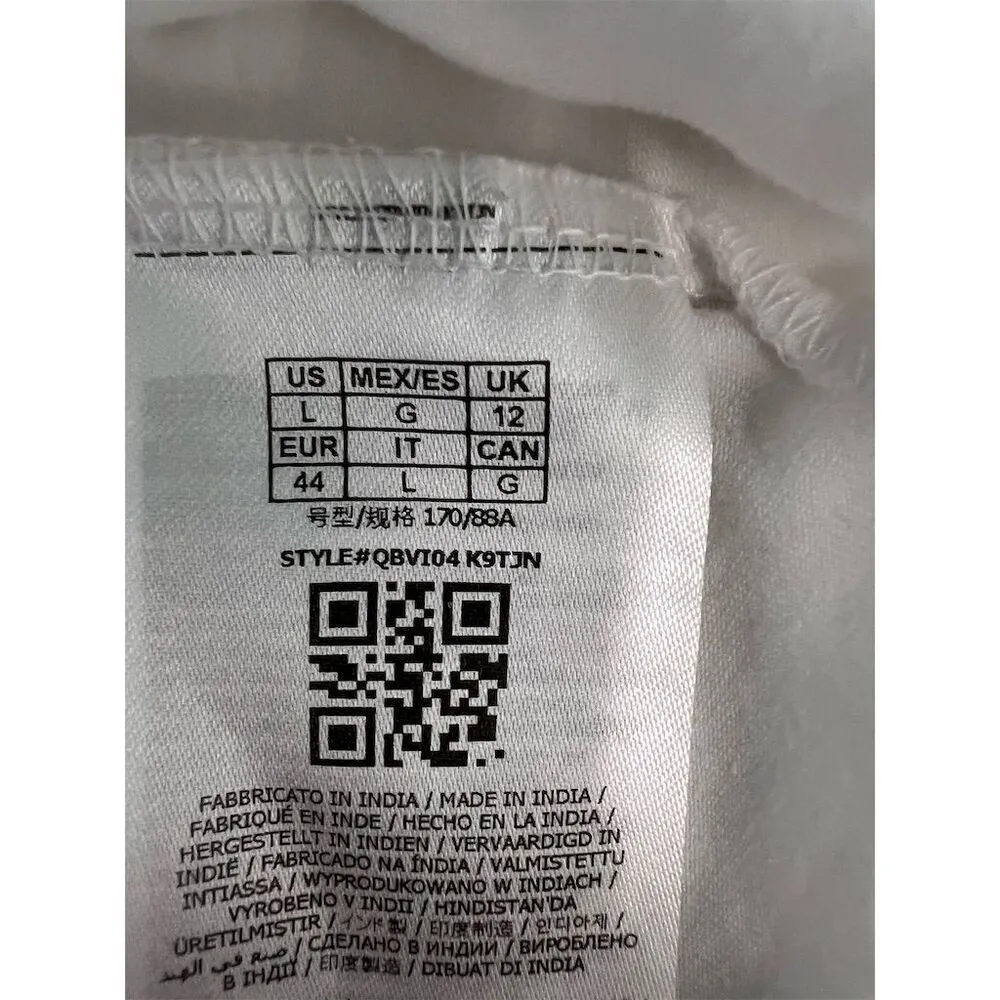 US MEX/ES UK
L G 12
EUR IT CAN
44 L G
号型/规格 170/88A
STYLE#QBVI04 K9TJN
FABBRICATO IN INDIA / MADE IN INDIA /
FABRIQUÉ EN INDE / HECHO EN LA INDIA /
HERGESTELLT IN INDIEN / VERVAARDIGD IN
INDIË / FABRICADO NA ÍNDIA / VALMISTETTU
INTIASSA / WYPRODUKOWANO W INDIACH /
VYROBENO V INDII / HINDISTAN'DA
ÜRETILMISTIR / インド製 / 印度制造 / 인디아제 /
صنع في الهند / СДЕЛАНО В ИНДИИ / ВИРОБЛЕНО
В ІНДІЇ / 印度製造 / DIBUAT DI INDIA